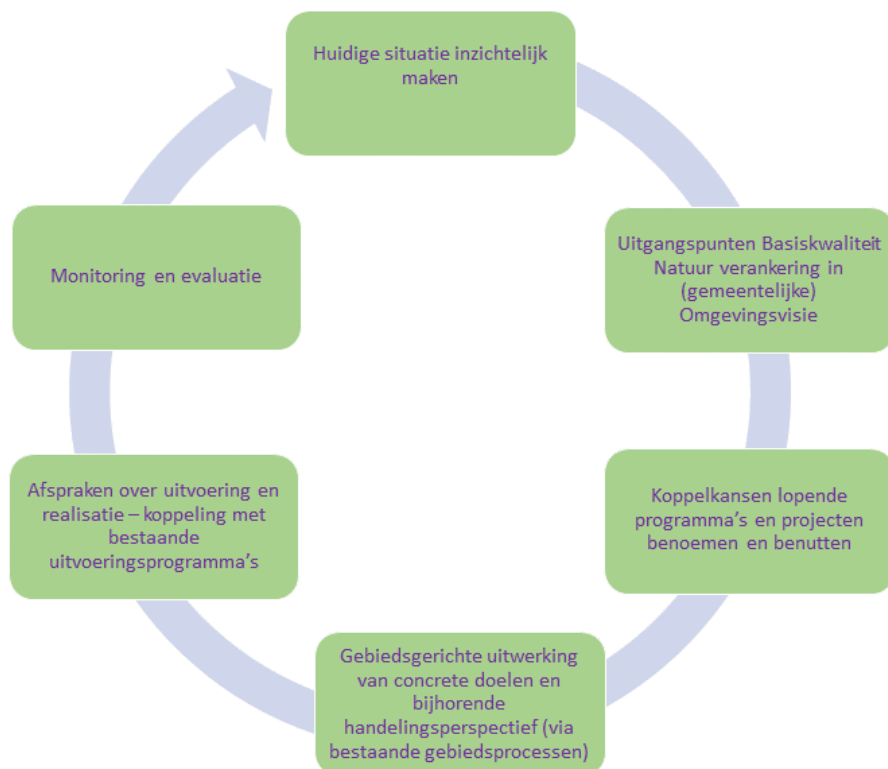 Huidige situatie inzichtelijk
maken
Uitgangspunten Basiskwaliteit
Natuur verankering in
(gemeentelijke)
Omgevingsvisie
Koppelkansen lopende
programma's en projecten
benoemen en benutten
Gebiedsgerichte uitwerking
van concrete doelen en
bijhorende
handelingsperspectief (via
bestaande gebiedsprocessen)
Afspraken over uitvoering en
realisatie – koppeling met
bestaande
uitvoeringsprogramma's
Monitoring en evaluatie